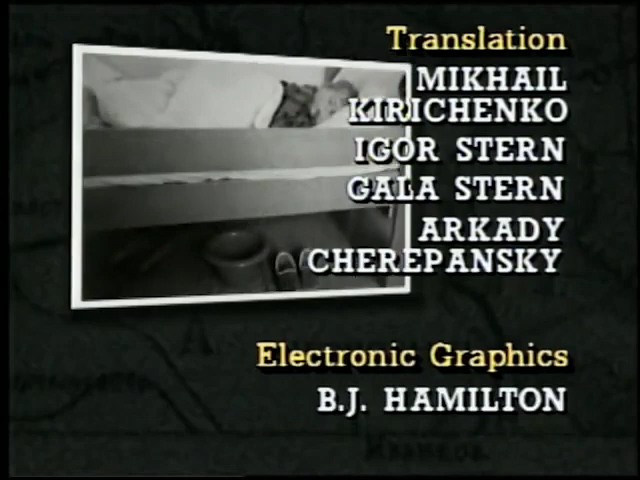 Translation
MIKHAIL
KIRICHENKO
IGOR STERN
GALA STERN
ARKADY
CHEREPANSKY
Electronic Graphics
B.J. HAMILTON